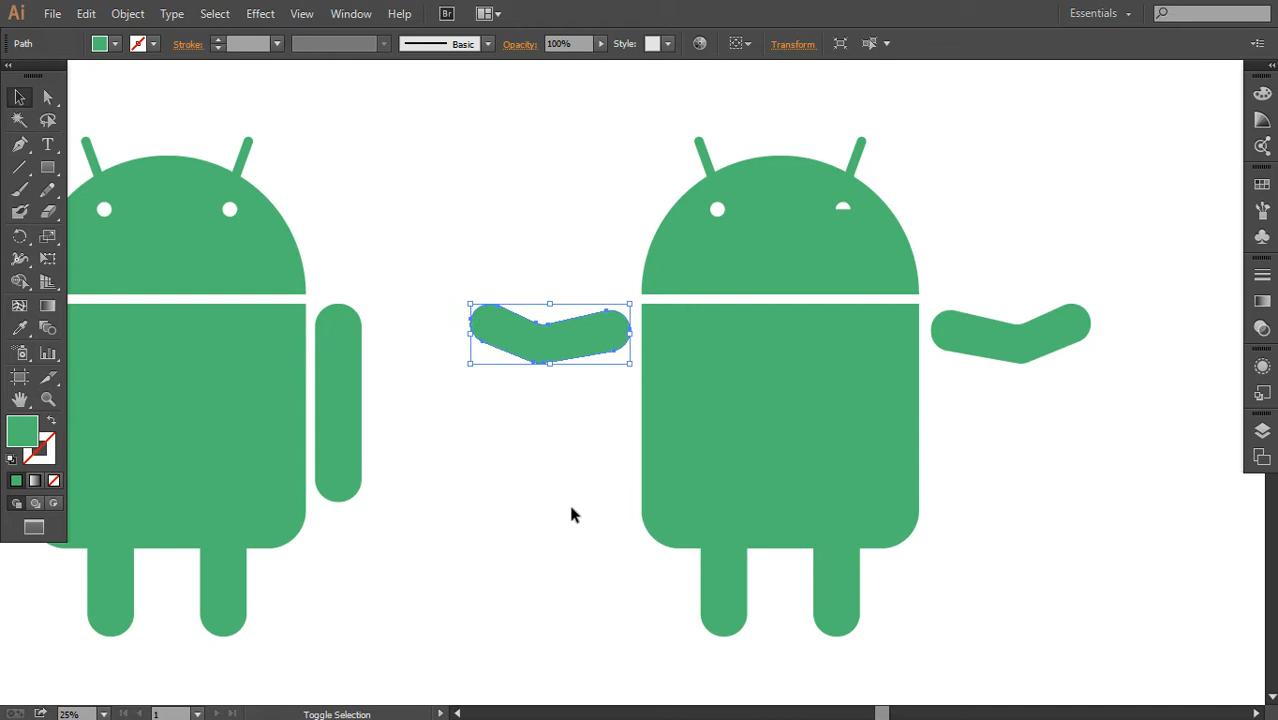 Ai File Edit Object Type Select Effect View Window Help Br Essentials
Path Stroke: Basic Opacity: 100% Style: Transform
T
25% 1 Toggle Selection